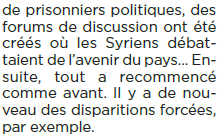 de prisonniers politiques, des
forums de discussion ont été
créés où les Syriens débat-
taient de l'avenir du pays... En-
suite, tout a recommencé
comme avant. Il y a de nou-
veau des disparitions forcées,
par exemple.